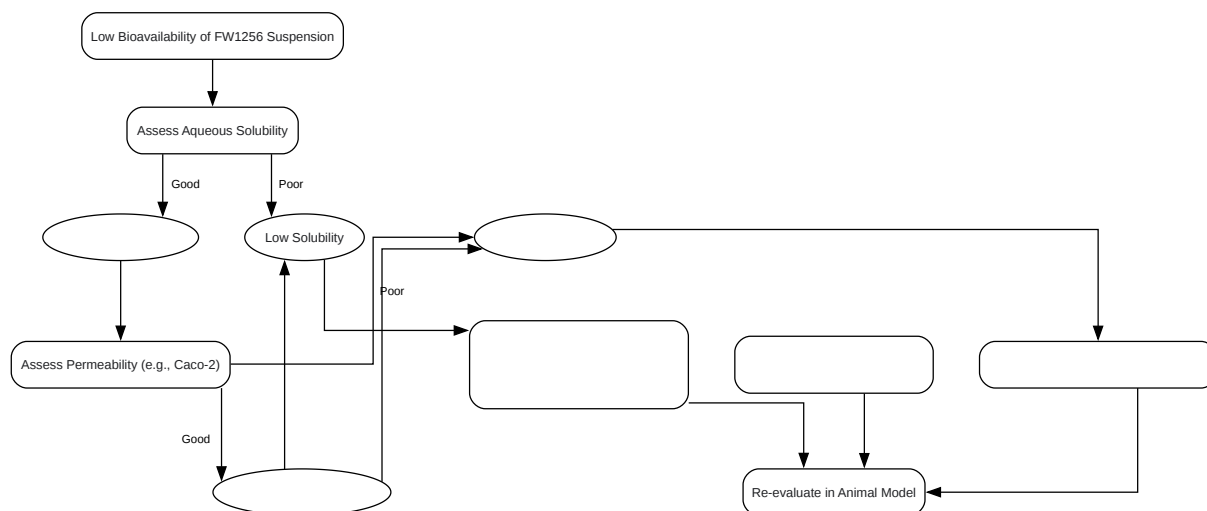 Low Bioavailability of FW1256 Suspension
Assess Aqueous Solubility
Good
Poor
Low Solubility
Poor
Assess Permeability (e.g., Caco-2)
Good
Re-evaluate in Animal Model